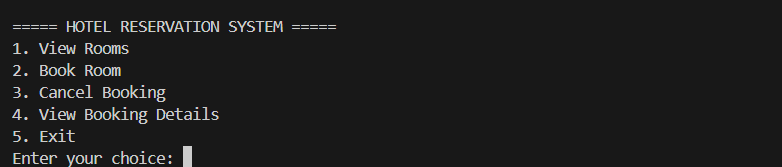 ===== HOTEL RESERVATION SYSTEM =====
1. View Rooms
2. Book Room
3. Cancel Booking
4. View Booking Details
5. Exit
Enter your choice: